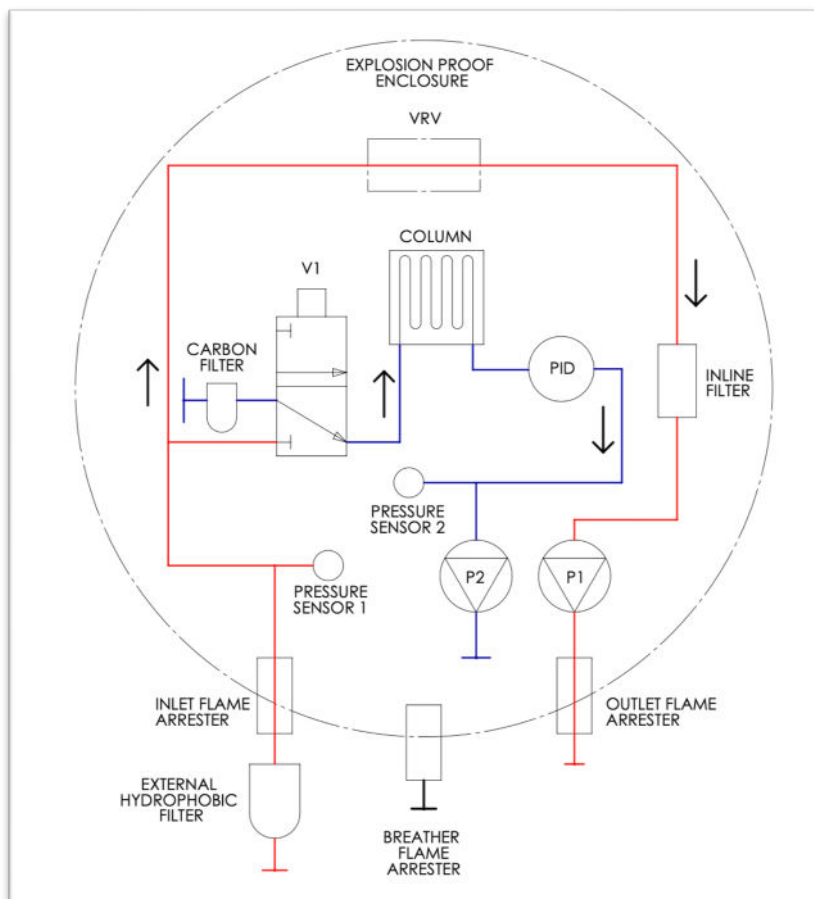 EXPLOSION PROOF
ENCLOSURE
VRV
COLUMN
V1
CARBON
FILTER
PID
INLINE
FILTER
PRESSURE
SENSOR 2
P2
P1
PRESSURE
SENSOR 1
INLET FLAME
ARRESTER
OUTLET FLAME
ARRESTER
EXTERNAL
HYDROPHOBIC
FILTER
BREATHER
FLAME
ARRESTER